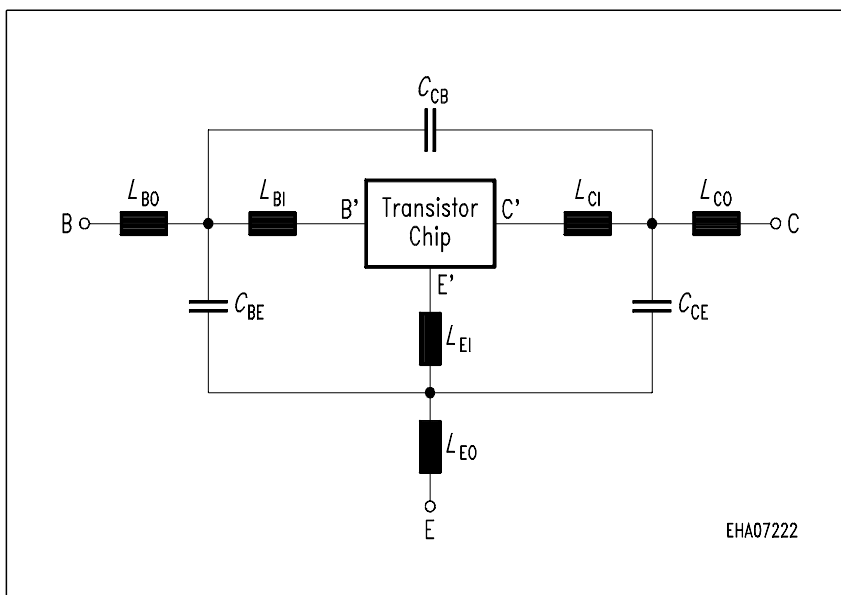 C_CB
L_BO L_BI B' Transistor C' L_CI L_CO
B Chip C
E'
C_BE C_CE
L_EI
L_EO
E
EHA07222